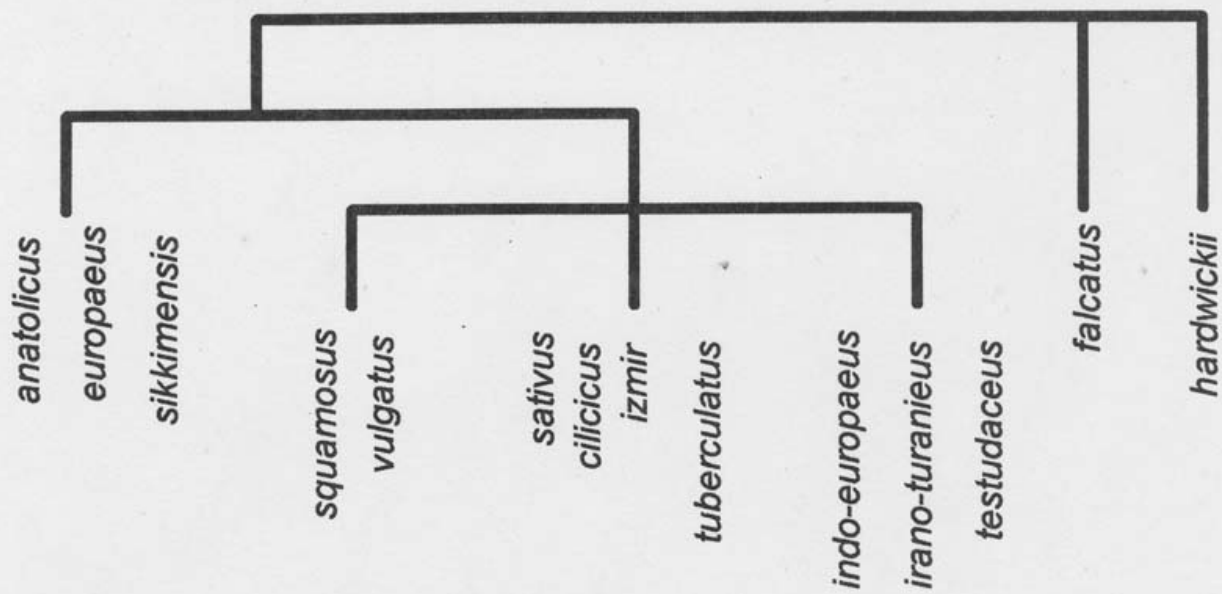 anatolicus
europaeus
sikkimensis
squamosus
vulgatus
sativus
cilicicus
izmir
tuberculatus
indo-europaeus
irano-turanieus
testudaceus
falcatus
hardwickii